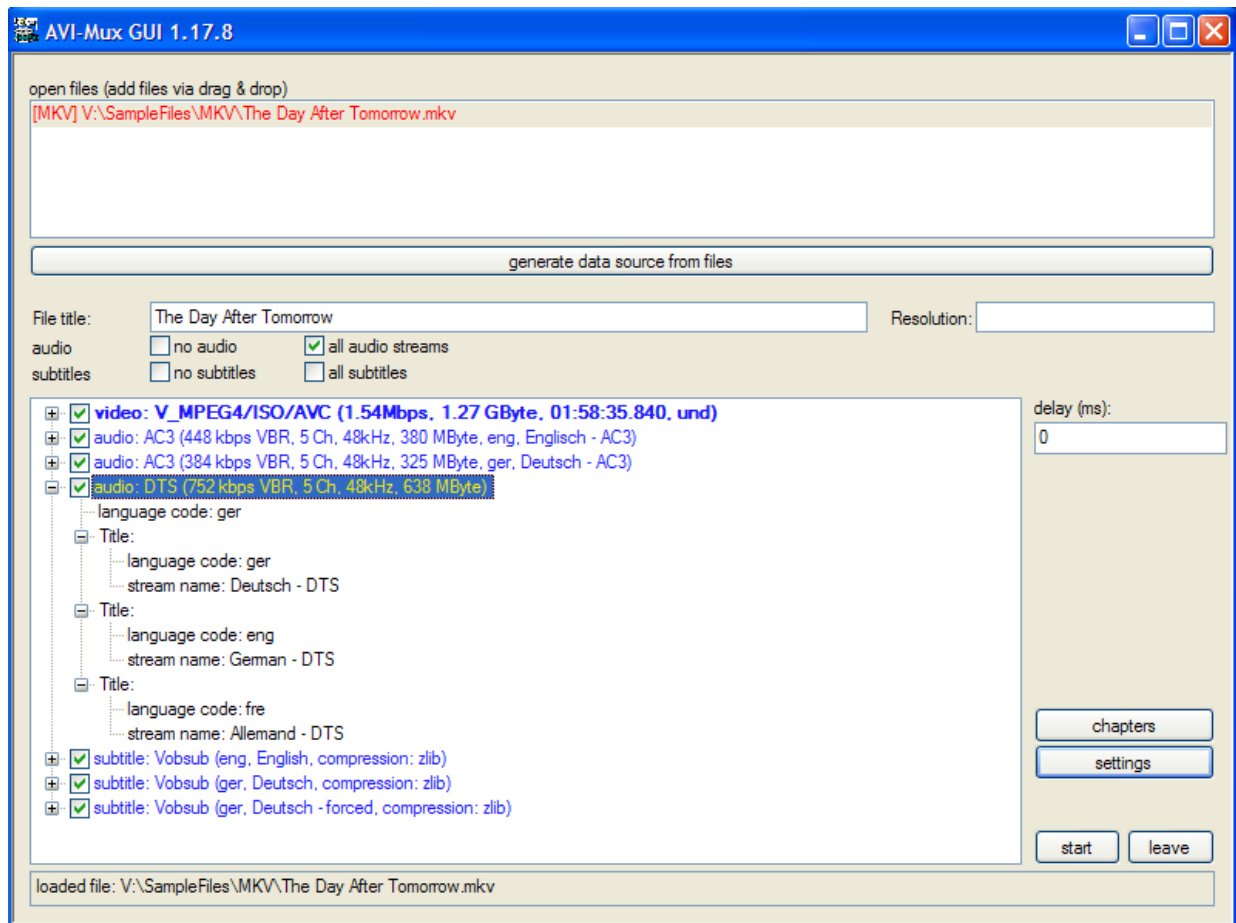 AVI-Mux GUI 1.17.8
open files (add files via drag & drop)
[MKV] V:\SampleFiles\MKV\The Day After Tomorrow.mkv
generate data source from files
File title: The Day After Tomorrow Resolution:
audio no audio all audio streams
subtitles no subtitles all subtitles
video: V_MPEG4/ISO/AVC (1.54Mbps, 1.27 GByte, 01:58:35.840, und)
delay (ms):
audio: AC3 (448 kbps VBR, 5 Ch, 48kHz, 380 MByte, eng, Englisch - AC3)
0
audio: AC3 (384 kbps VBR, 5 Ch, 48kHz, 325 MByte, ger, Deutsch - AC3)
audio: DTS (752 kbps VBR, 5 Ch, 48kHz, 638 MByte)
language code: ger
Title:
language code: ger
stream name: Deutsch - DTS
Title:
language code: eng
stream name: German - DTS
Title:
language code: fre
stream name: Allemand - DTS
chapters
subtitle: Vobsub (eng, English, compression: zlib)
settings
subtitle: Vobsub (ger, Deutsch, compression: zlib)
subtitle: Vobsub (ger, Deutsch - forced, compression: zlib)
start leave
loaded file: V:\SampleFiles\MKV\The Day After Tomorrow.mkv